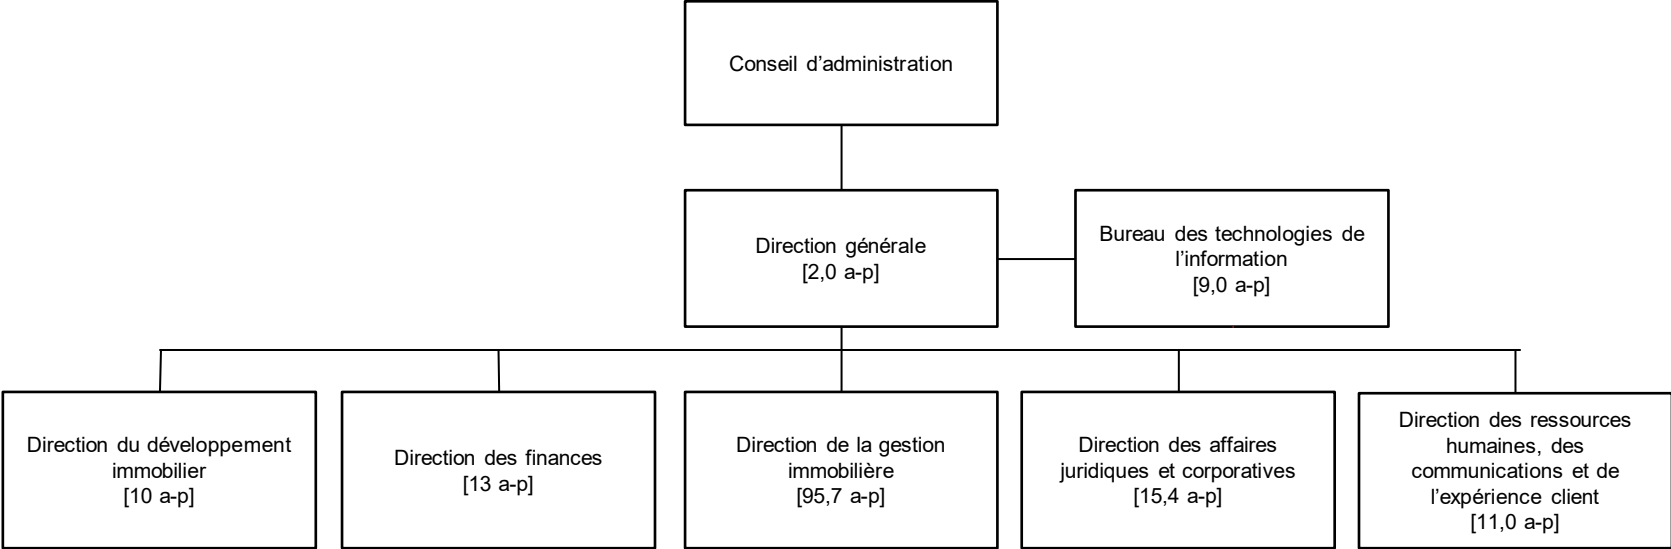 Conseil d’administration
Direction générale
[2,0 a-p]
Bureau des technologies de
l’information
[9,0 a-p]
Direction du développement
immobilier
[10 a-p]
Direction des finances
[13 a-p]
Direction de la gestion
immobilière
[95,7 a-p]
Direction des affaires
juridiques et corporatives
[15,4 a-p]
Direction des ressources
humaines, des
communications et de
l’expérience client
[11,0 a-p]